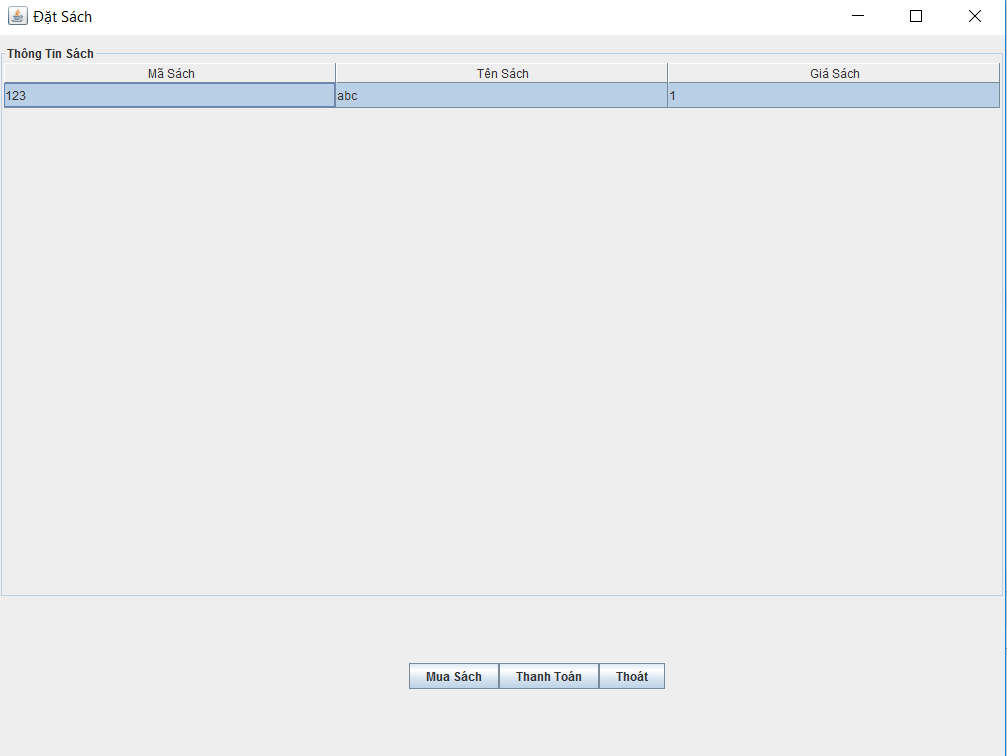 Đặt Sách
Thông Tin Sách
Mã Sách Tên Sách Giá Sách
123 abc 1
Mua Sách Thanh Toán Thoát